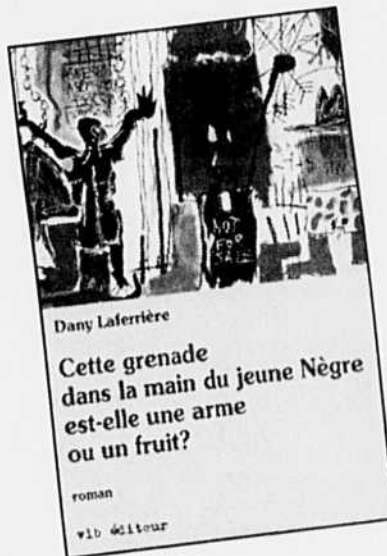 NOT
FOR
SALE
Dany Laferrière
Cette grenade
dans la main du jeune Nègre
est-elle une arme
ou un fruit?
roman
vlb éditeur